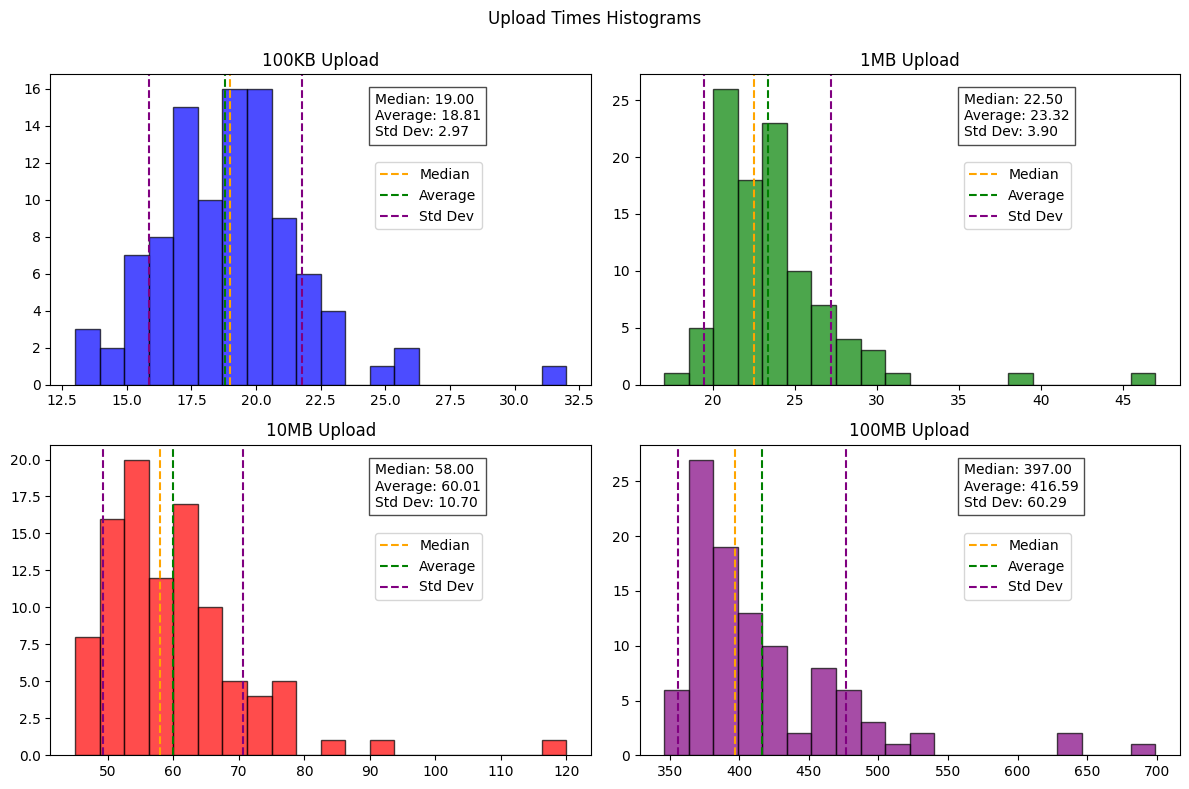 Upload Times Histograms
100KB Upload
16
14
12
10
8
6
4
2
0
12.5 15.0 17.5 20.0 22.5 25.0 27.5 30.0 32.5
Median: 19.00
Average: 18.81
Std Dev: 2.97
Median
Average
Std Dev
1MB Upload
25
20
15
10
5
0
20 25 30 35 40 45
Median: 22.50
Average: 23.32
Std Dev: 3.90
Median
Average
Std Dev
10MB Upload
20.0
17.5
15.0
12.5
10.0
7.5
5.0
2.5
0.0
50 60 70 80 90 100 110 120
Median: 58.00
Average: 60.01
Std Dev: 10.70
Median
Average
Std Dev
100MB Upload
25
20
15
10
5
0
350 400 450 500 550 600 650 700
Median: 397.00
Average: 416.59
Std Dev: 60.29
Median
Average
Std Dev